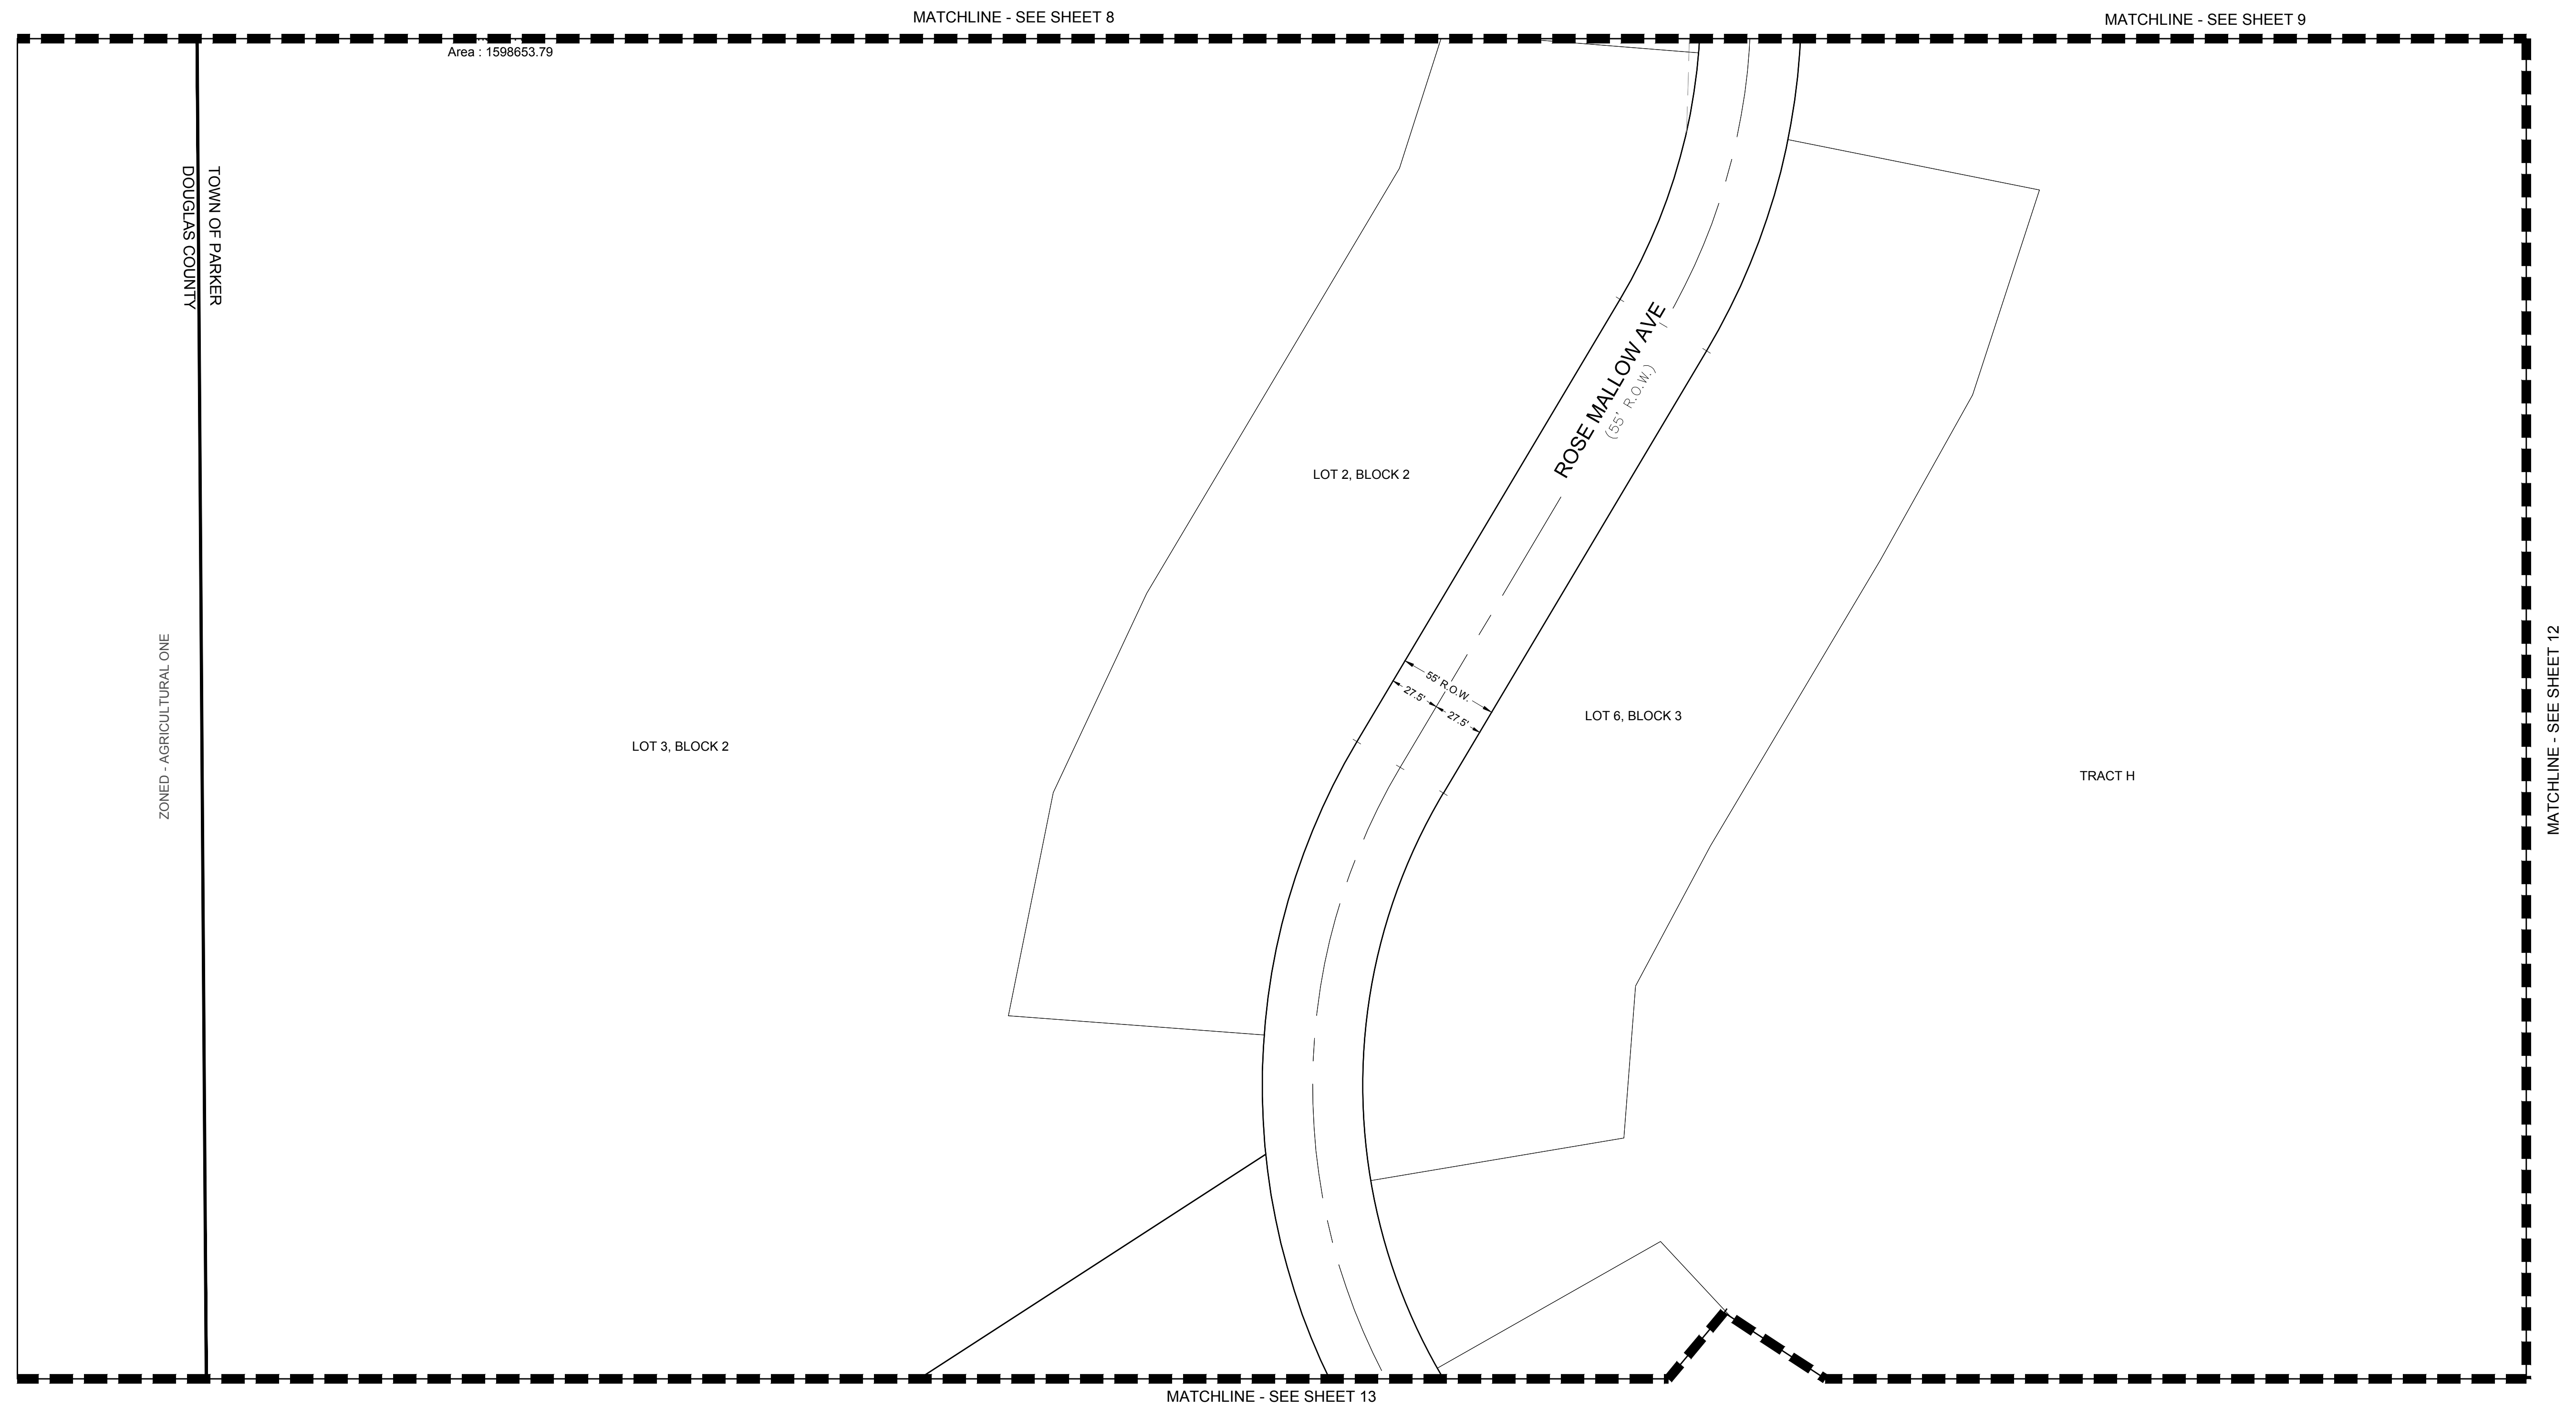 MATCHLINE - SEE SHEET 8
MATCHLINE - SEE SHEET 9
Area : 1598653.79
TOWN OF PARKER
DOUGLAS COUNTY
ROSE MALLOW AVE
(55' R.O.W.)
LOT 2, BLOCK 2
ZONED - AGRICULTURAL ONE
LOT 3, BLOCK 2
55' R.O.W.
27.5'
27.5'
LOT 6, BLOCK 3
TRACT H
MATCHLINE - SEE SHEET 12
MATCHLINE - SEE SHEET 13